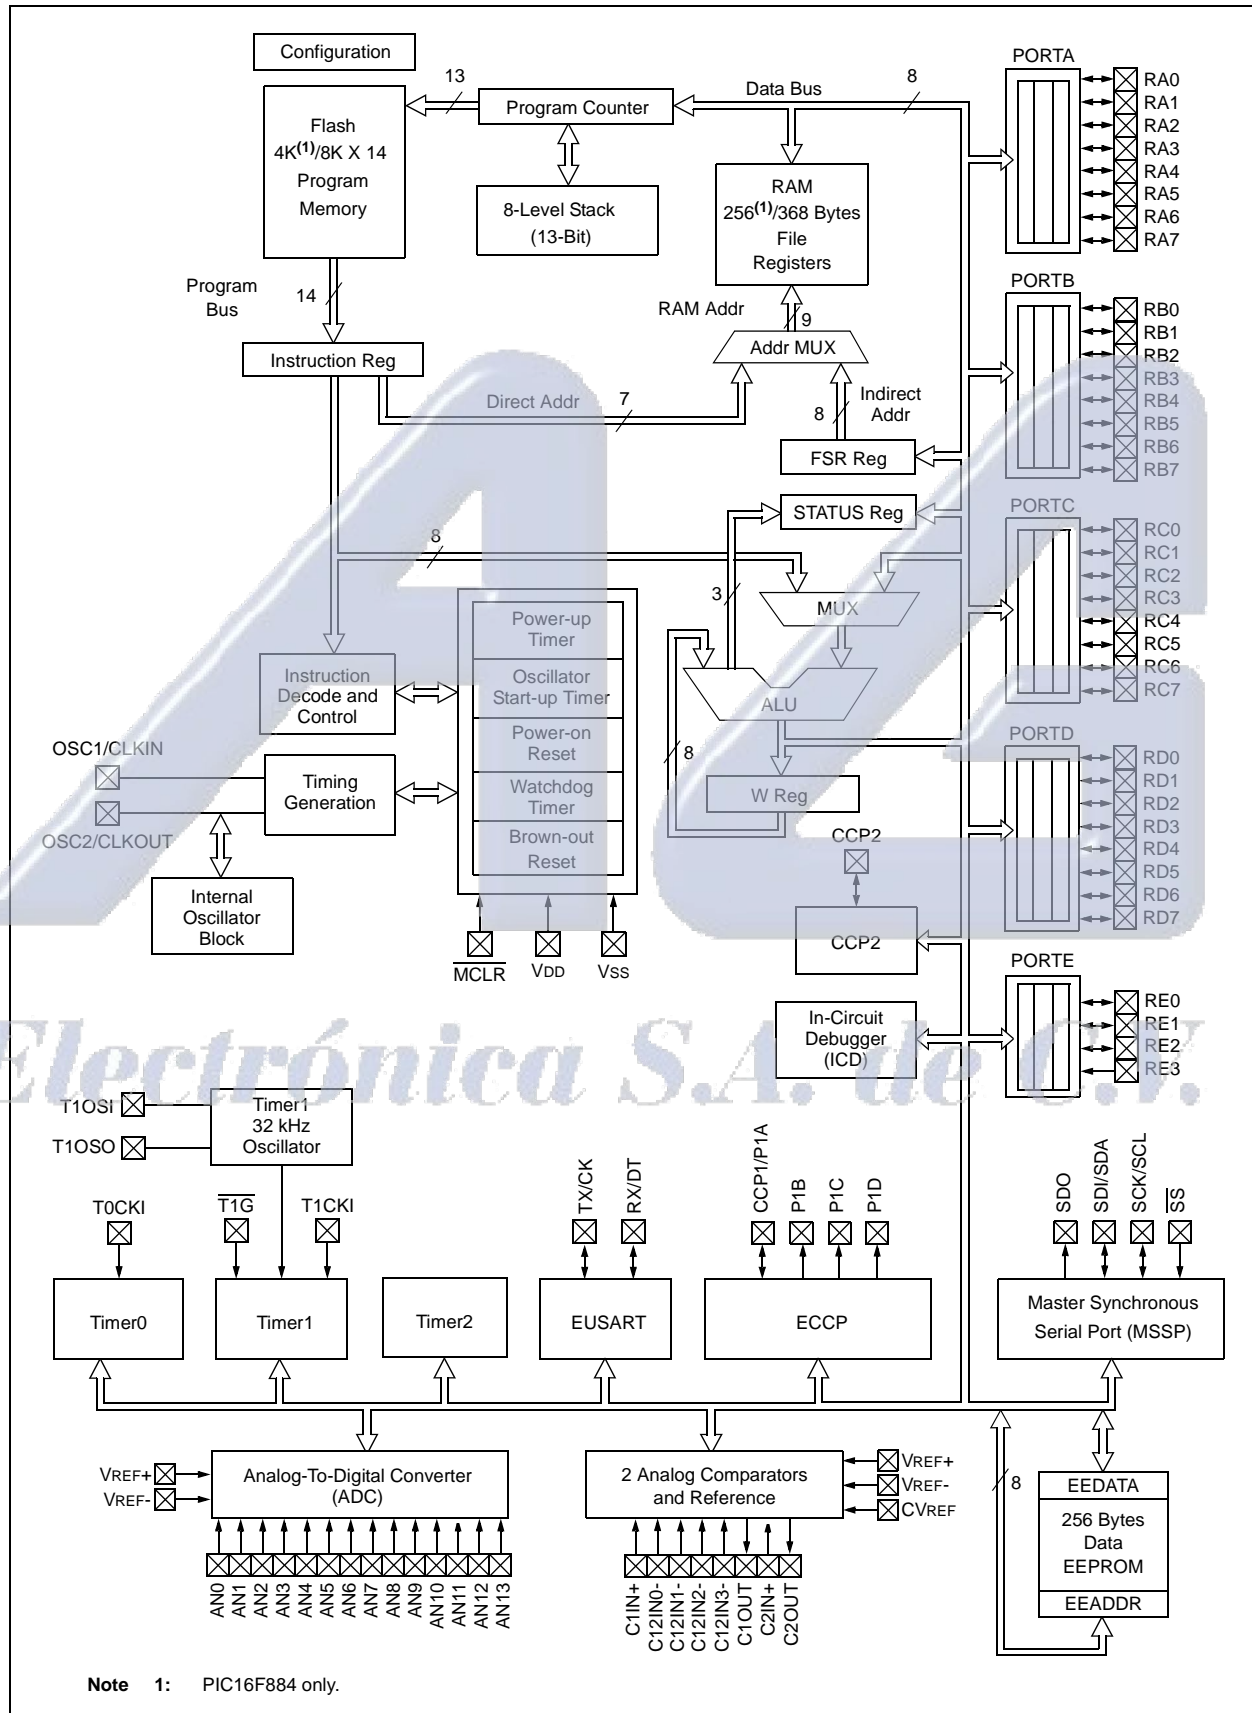 Configuration
13
Data Bus
8
PORTA
Flash
4K(1)/8K X 14
Program
Memory
Program Counter
8-Level Stack
(13-Bit)
RAM
256(1)/368 Bytes
File
Registers
RA0
RA1
RA2
RA3
RA4
RA5
RA6
RA7
Program
Bus
14
RAM Addr
9
PORTB
Instruction Reg
Addr MUX
RB0
RB1
RB2
RB3
RB4
RB5
RB6
RB7
Direct Addr
7
8
Indirect
Addr
FSR Reg
STATUS Reg
PORTC
8
3
MUX
RC0
RC1
RC2
RC3
RC4
RC5
RC6
RC7
Power-up
Timer
Oscillator
Start-up Timer
Power-on
Reset
Watchdog
Timer
Brown-out
Reset
Instruction
Decode and
Control
ALU
8
W Reg
PORTD
OSC1/CLKIN
OSC2/CLKOUT
Timing
Generation
RD0
RD1
RD2
RD3
RD4
RD5
RD6
RD7
Internal
Oscillator
Block
CCP2
CCP2
MCLR
VDD
VSS
PORTE
In-Circuit
Debugger
(ICD)
RE0
RE1
RE2
RE3
Electrónica S.A. de C.V.
T1OSI
T1OSO
Timer1
32 kHz
Oscillator
T0CKI
T1G
T1CKI
TX/CK
RX/DT
CCP1/P1A
P1B
P1C
P1D
SDO
SDI/SDA
SCK/SCL
SS
Timer0
Timer1
Timer2
EUSART
ECCP
Master Synchronous
Serial Port (MSSP)
VREF+
VREF-
Analog-To-Digital Converter
(ADC)
2 Analog Comparators
and Reference
VREF+
VREF-
CVREF
8
EEDATA
256 Bytes
Data
EEPROM
EEADDR
AN0
AN1
AN2
AN3
AN4
AN5
AN6
AN7
AN8
AN9
AN10
AN11
AN12
AN13
C1IN+
C12IN0-
C12IN1-
C12IN2-
C12IN3-
C1OUT
C2IN+
C2OUT
Note 1: PIC16F884 only.